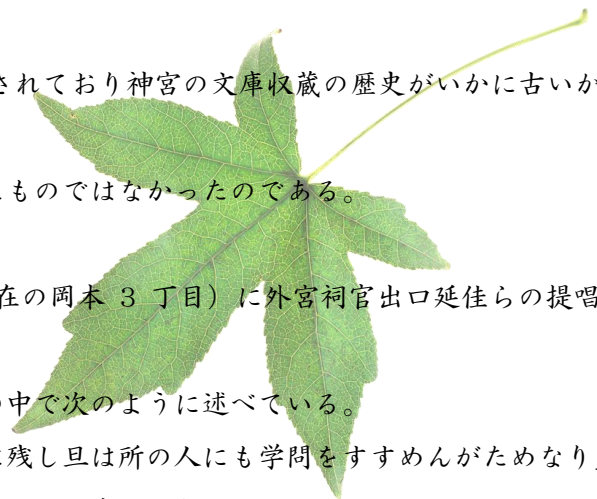 されており神宮の文庫収蔵の歴史がいかに古いか
ものではなかったのである。
在の岡本 3 丁目）に外宮祠官出口延佳らの提唱
中で次のように述べている。
残し旦は所の人にも学問をすすめんがためなり